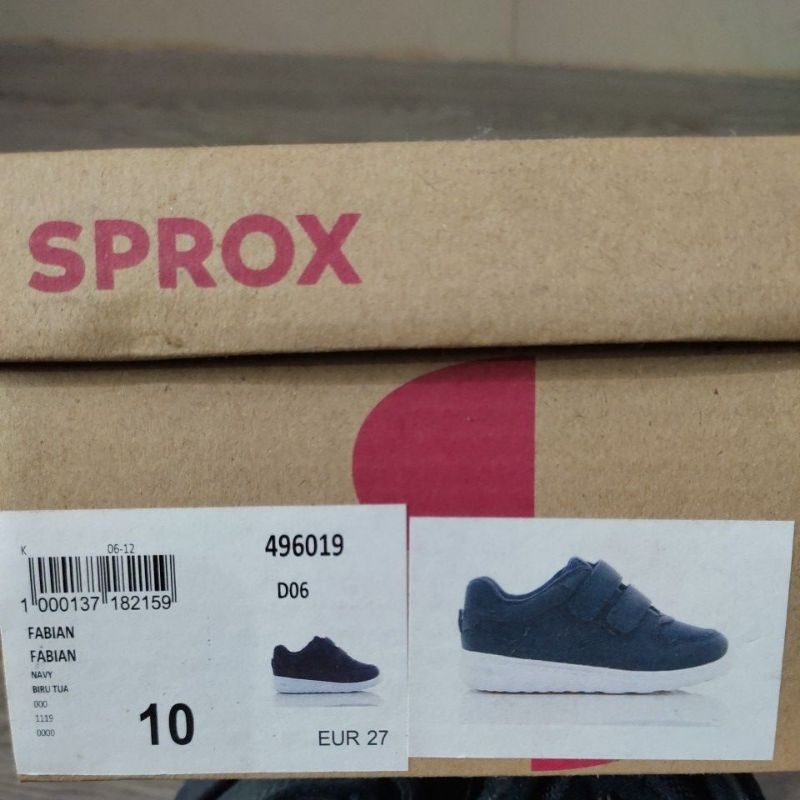 SPROX
K 06-12
496019
1 000137 182159
D06
FABIAN
FABIAN
NAVY
BIRU TUA
000
1119
0000
10
EUR 27